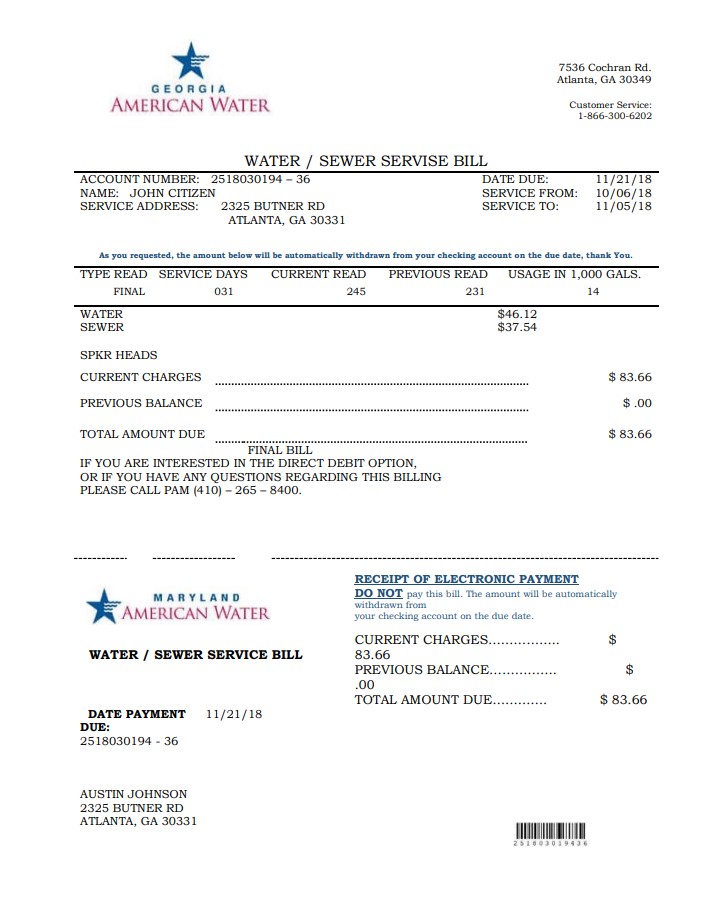 GEORGIA
AMERICAN WATER
7536 Cochran Rd.
Atlanta, GA 30349
Customer Service:
1-866-300-6202
WATER / SEWER SERVISE BILL
ACCOUNT NUMBER: 2518030194 – 36 DATE DUE: 11/21/18
NAME: JOHN CITIZEN SERVICE FROM: 10/06/18
SERVICE ADDRESS: 2325 BUTNER RD SERVICE TO: 11/05/18
ATLANTA, GA 30331
As you requested, the amount below will be automatically withdrawn from your checking account on the due date, thank You.
TYPE READ SERVICE DAYS CURRENT READ PREVIOUS READ USAGE IN 1,000 GALS.
FINAL 031 245 231 14
WATER $46.12
SEWER $37.54
SPKR HEADS
CURRENT CHARGES $ 83.66
PREVIOUS BALANCE $ .00
TOTAL AMOUNT DUE $ 83.66
FINAL BILL
IF YOU ARE INTERESTED IN THE DIRECT DEBIT OPTION,
OR IF YOU HAVE ANY QUESTIONS REGARDING THIS BILLING
PLEASE CALL PAM (410) – 265 – 8400.
MARYLAND
AMERICAN WATER
WATER / SEWER SERVICE BILL
DATE PAYMENT 11/21/18
DUE:
2518030194 - 36
AUSTIN JOHNSON
2325 BUTNER RD
ATLANTA, GA 30331
RECEIPT OF ELECTRONIC PAYMENT
DO NOT pay this bill. The amount will be automatically
withdrawn from
your checking account on the due date.
CURRENT CHARGES................ $
83.66
PREVIOUS BALANCE............... $
.00
TOTAL AMOUNT DUE............ $ 83.66
251803019436